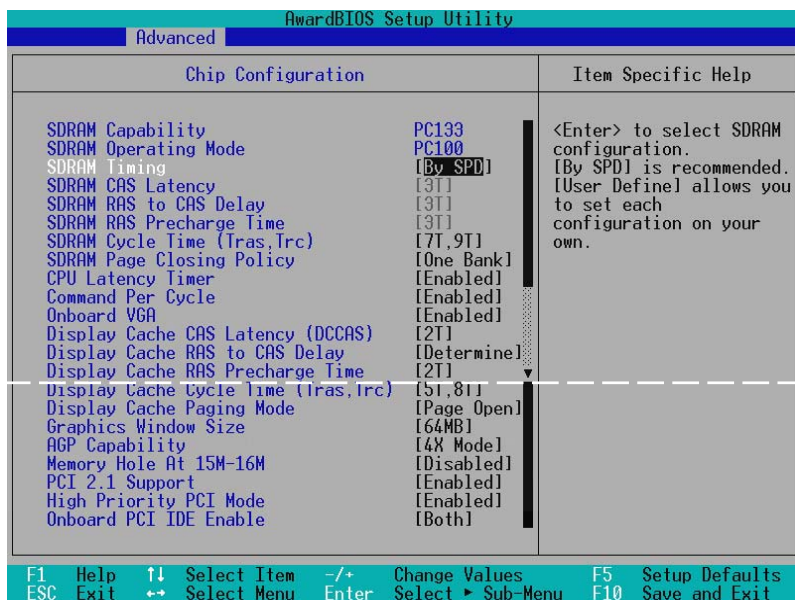 AwardBIOS Setup Utility
Advanced
Chip Configuration
Item Specific Help
SDRAM Capability PC133
SDRAM Operating Mode PC100
SDRAM Timing [By SPD]
SDRAM CAS Latency [3T]
SDRAM RAS to CAS Delay [3T]
SDRAM RAS Precharge Time [3T]
SDRAM Cycle Time (Tras,Trc) [7T,9T]
SDRAM Page Closing Policy [One Bank]
CPU Latency Timer [Enabled]
Command Per Cycle [Enabled]
Onboard VGA [Enabled]
Display Cache CAS Latency (DCCAS) [2T]
Display Cache RAS to CAS Delay [Determine]
Display Cache RAS Precharge Time [2T]
Display Cache Cycle Time (Tras,Trc) [5T,8T]
Display Cache Paging Mode [Page Open]
Graphics Window Size [64MB]
AGP Capability [4X Mode]
Memory Hole At 15M-16M [Disabled]
PCI 2.1 Support [Enabled]
High Priority PCI Mode [Enabled]
Onboard PCI IDE Enable [Both]
<Enter> to select SDRAM
configuration.
[By SPD] is recommended.
[User Define] allows you
to set each
configuration on your
own.
F1 Help ↑↓ Select Item -/+ Change Values F5 Setup Defaults
ESC Exit ←→ Select Menu Enter Select ► Sub-Menu F10 Save and Exit